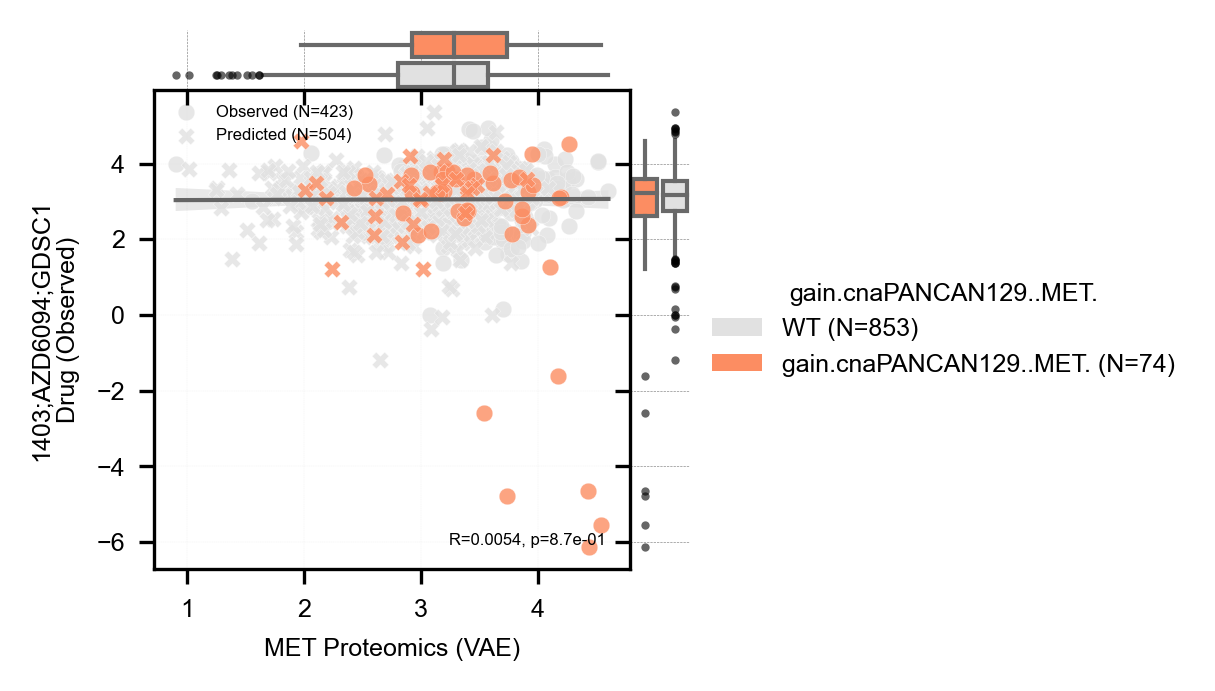 Observed (N=423)
Predicted (N=504)
4
2
0
−2
−4
−6
1403;AZD6094;GDSC1
Drug (Observed)
R=0.0054, p=8.7e-01
1
2
3
4
MET Proteomics (VAE)
gain.cnaPANCAN129..MET.
WT (N=853)
gain.cnaPANCAN129..MET. (N=74)